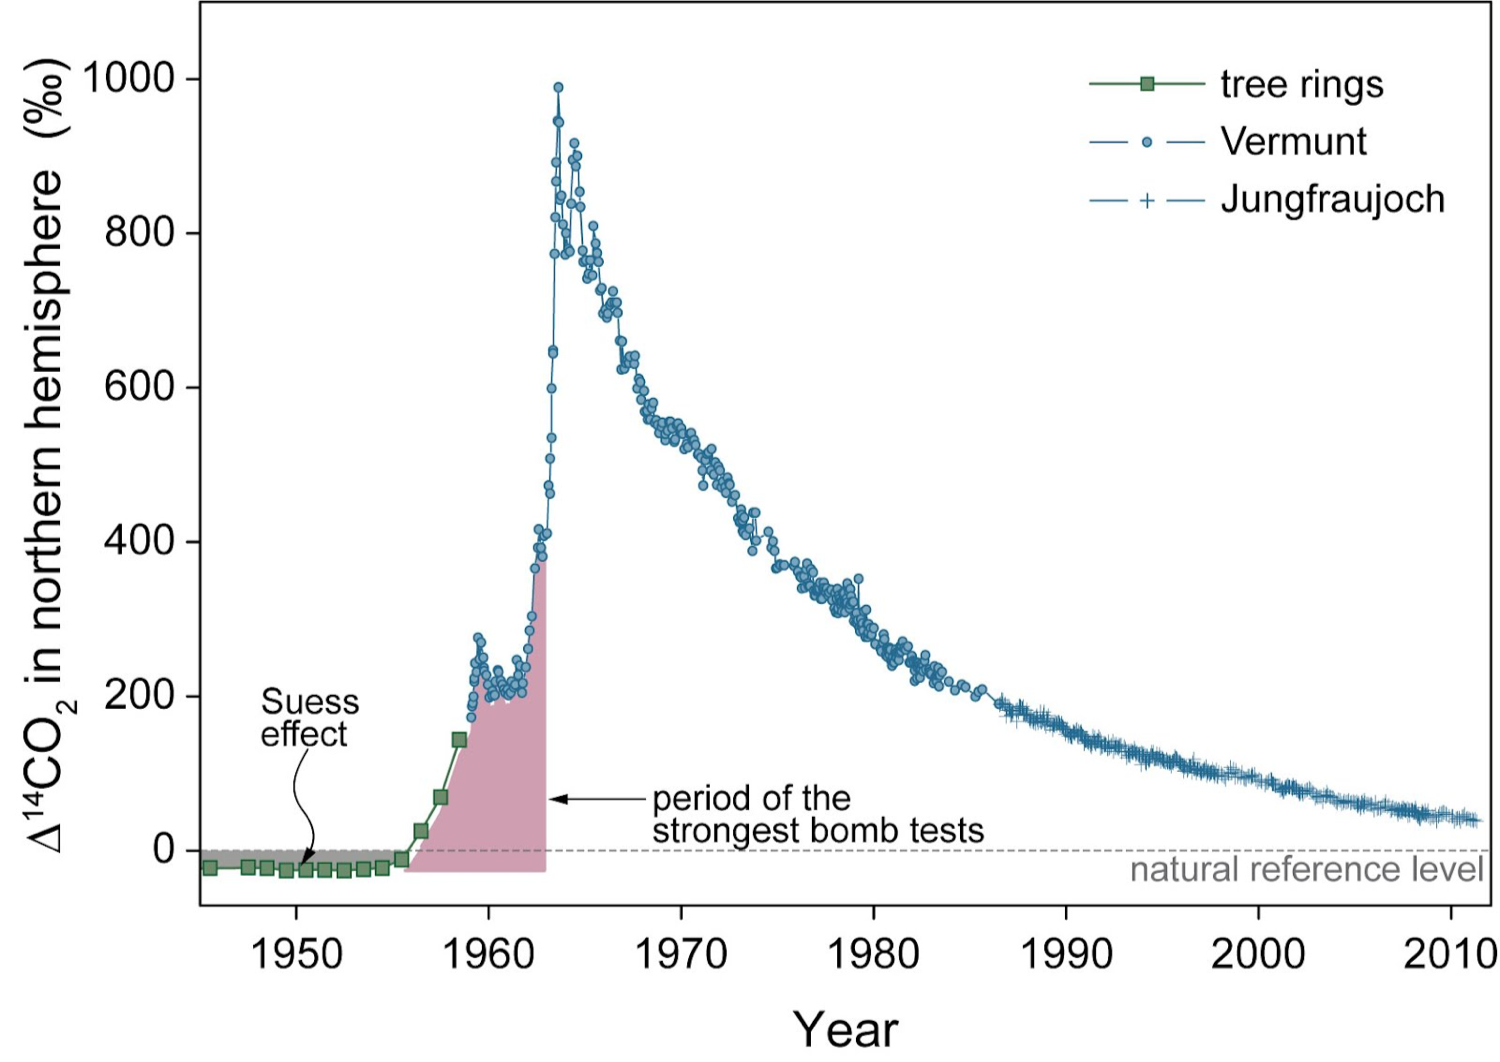 Δ¹⁴CO₂ in northern hemisphere (‰)
1000
800
600
400
200
0
tree rings
Vermunt
Jungfraujoch
Suess
effect
period of the
strongest bomb tests
natural reference level
1950 1960 1970 1980 1990 2000 2010
Year